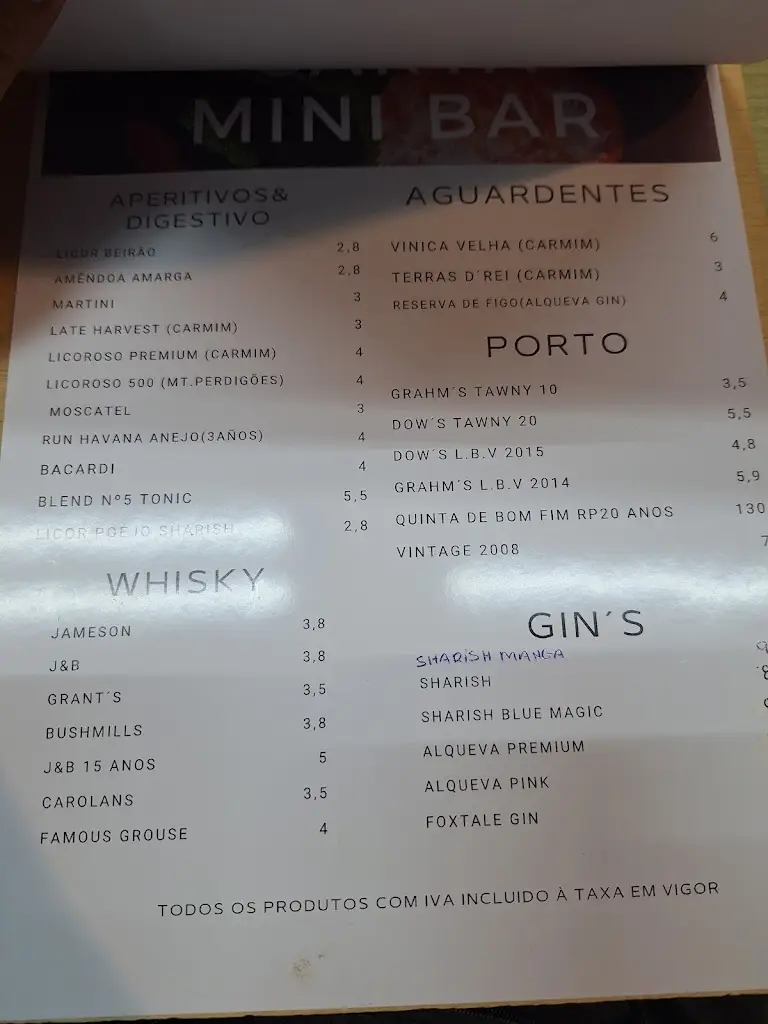 MINI BAR
APERITIVOS&
DIGESTIVO
LICOR BEIRÃO 2,8
AMÊNDOA AMARGA 2,8
MARTINI 3
LATE HARVEST (CARMIM) 3
LICOROSO PREMIUM (CARMIM) 4
LICOROSO 500 (MT.PERDIGÕES) 4
MOSCATEL 3
RUN HAVANA ANEJO(3AÑOS) 4
BACARDI 4
BLEND Nº5 TONIC 5,5
LICOR POEJO SHARISH 2,8
WHISKY
JAMESON 3,8
J&B 3,8
GRANT´S 3,5
BUSHMILLS 3,8
J&B 15 ANOS 5
CAROLANS 3,5
FAMOUS GROUSE 4
AGUARDENTES
VINICA VELHA (CARMIM) 6
TERRAS D´REI (CARMIM) 3
RESERVA DE FIGO(ALQUEVA GIN) 4
PORTO
GRAHM´S TAWNY 10 3,5
DOW´S TAWNY 20 5,5
DOW´S L.B.V 2015 4,8
GRAHM´S L.B.V 2014 5,9
QUINTA DE BOM FIM RP20 ANOS 130
VINTAGE 2008
GIN´S
SHARISH MANGA
SHARISH
SHARISH BLUE MAGIC
ALQUEVA PREMIUM
ALQUEVA PINK
FOXTALE GIN
TODOS OS PRODUTOS COM IVA INCLUIDO À TAXA EM VIGOR